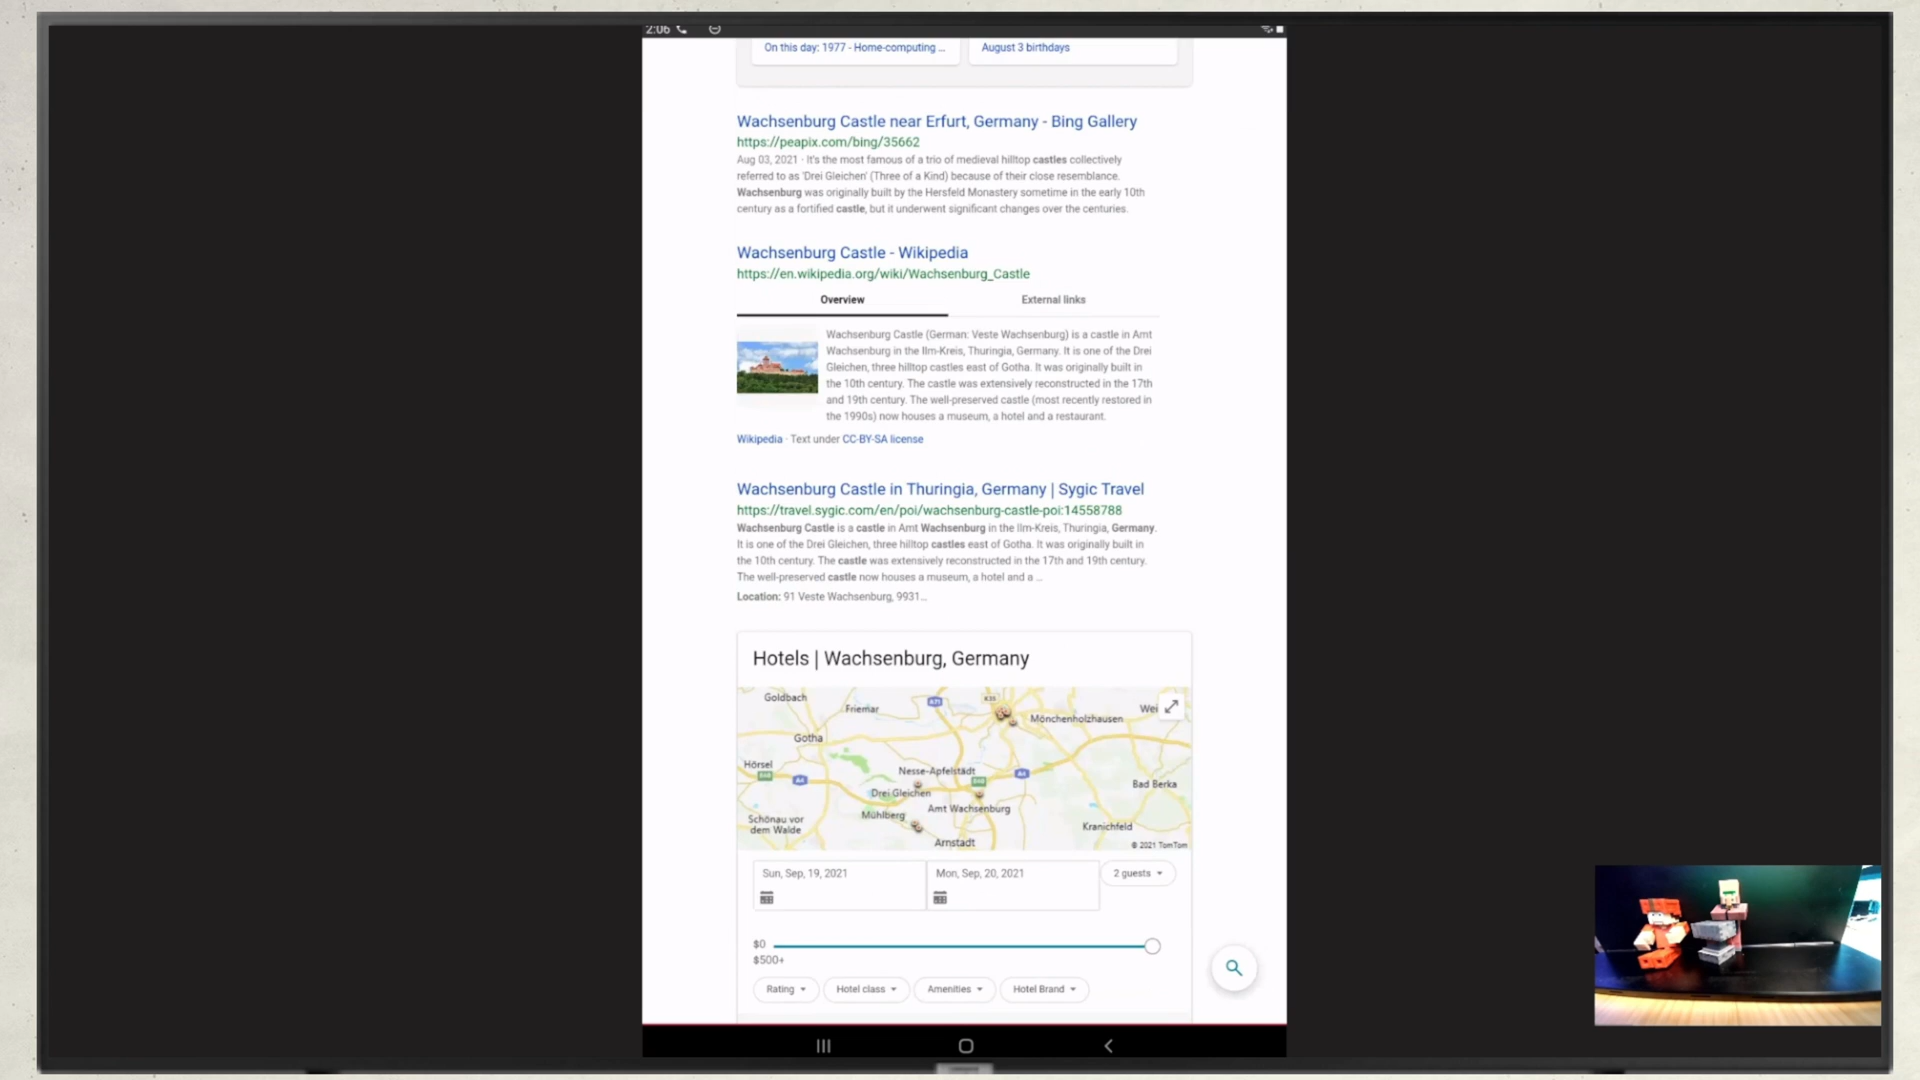 2:06
On this day: 1977 - Home-computing ...
August 3 birthdays
Wachsenburg Castle near Erfurt, Germany - Bing Gallery
https://peapix.com/bing/35662
Aug 03, 2021 · It's the most famous of a trio of medieval hilltop castles collectively
referred to as 'Drei Gleichen' (Three of a Kind) because of their close resemblance.
Wachsenburg was originally built by the Hersfeld Monastery sometime in the early 10th
century as a fortified castle, but it underwent significant changes over the centuries.
Wachsenburg Castle - Wikipedia
https://en.wikipedia.org/wiki/Wachsenburg_Castle
Overview
External links
Wachsenburg Castle (German: Veste Wachsenburg) is a castle in Amt
Wachsenburg in the Ilm-Kreis, Thuringia, Germany. It is one of the Drei
Gleichen, three hilltop castles east of Gotha. It was originally built in
the 10th century. The castle was extensively reconstructed in the 17th
and 19th century. The well-preserved castle (most recently restored in
the 1990s) now houses a museum, a hotel and a restaurant.
Wikipedia · Text under CC-BY-SA license
Wachsenburg Castle in Thuringia, Germany | Sygic Travel
https://travel.sygic.com/en/poi/wachsenburg-castle-poi:14558788
Wachsenburg Castle is a castle in Amt Wachsenburg in the Ilm-Kreis, Thuringia, Germany.
It is one of the Drei Gleichen, three hilltop castles east of Gotha. It was originally built in
the 10th century. The castle was extensively reconstructed in the 17th and 19th century.
The well-preserved castle now houses a museum, a hotel and a ...
Location: 91 Veste Wachsenburg, 9931...
Hotels | Wachsenburg, Germany
Goldbach
Friemar
A71
Mönchenholzhausen
Wei
Gotha
Hörsel
A4
Nesse-Apfelstädt
A4
Bad Berka
Drei Gleichen
Amt Wachsenburg
Mühlberg
Schönau vor
dem Walde
Kranichfeld
Arnstadt
© 2021 TomTom
Sun, Sep, 19, 2021
Mon, Sep, 20, 2021
2 guests
$0
$500+
Rating
Hotel class
Amenities
Hotel Brand